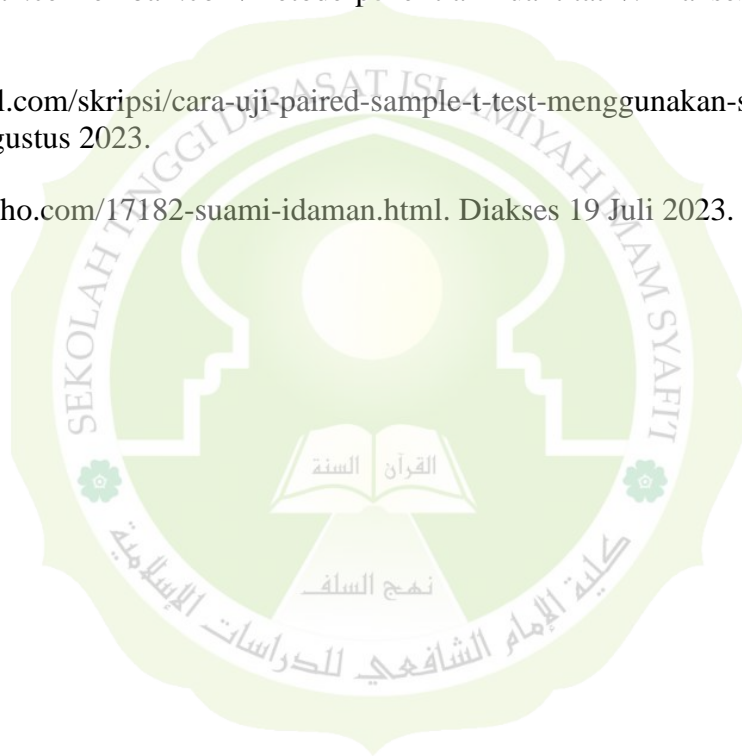 l.com/skripsi/cara-uji-paired-sample-t-test-menggunakan-s
gustus 2023.
ho.com/17182-suami-idaman.html. Diakses 19 Juli 2023.
SEKOLAH TINGGI DIRASAT ISLAMIYAH IMAM SYAFI'I
القرآن السنة
نهج السلف
كلية الإمام الشافعي للدراسات الإسلامية